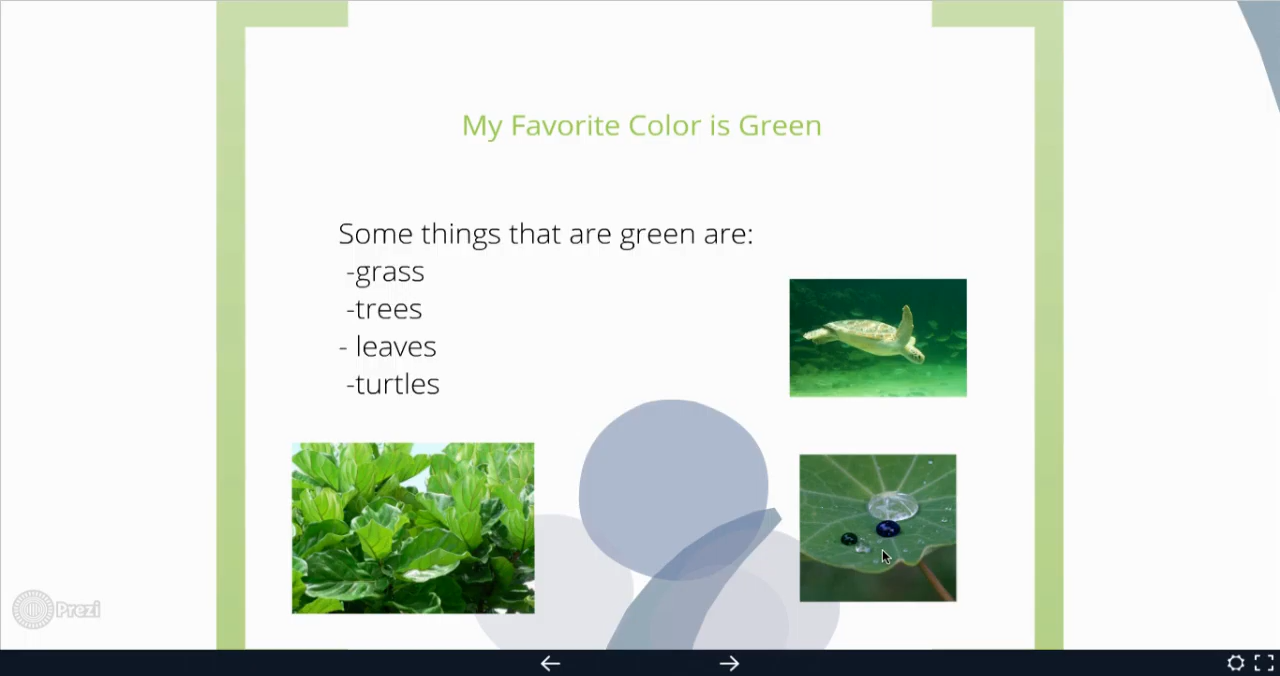 My Favorite Color is Green
Some things that are green are:
-grass
-trees
- leaves
-turtles
Prezi